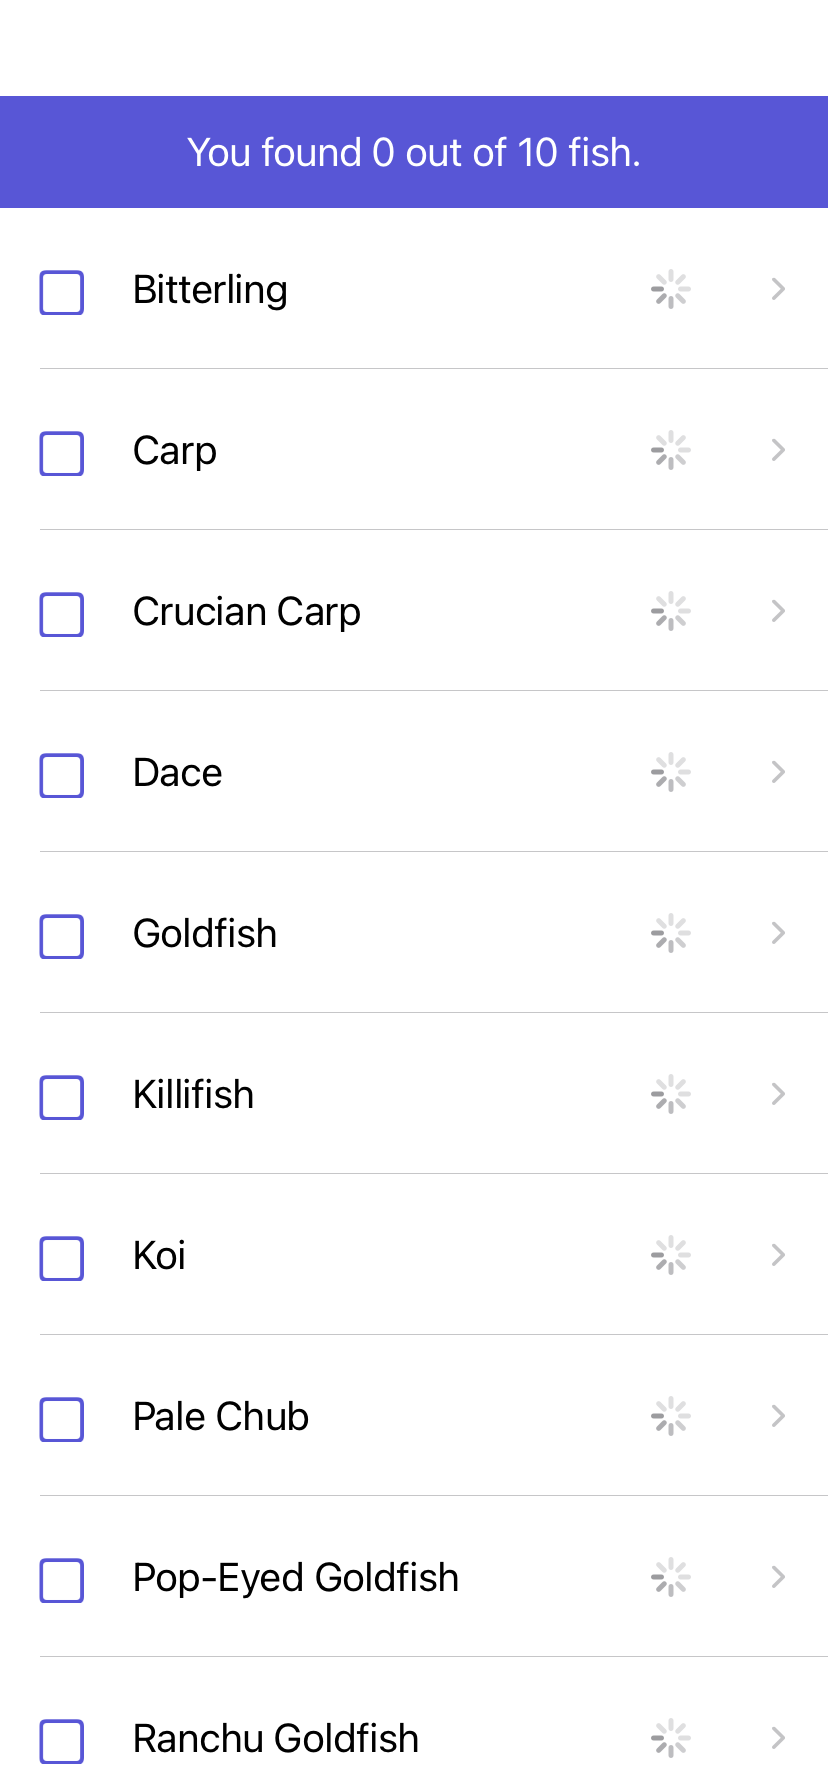 You found 0 out of 10 fish.
Bitterling
Carp
Crucian Carp
Dace
Goldfish
Killifish
Koi
Pale Chub
Pop-Eyed Goldfish
Ranchu Goldfish